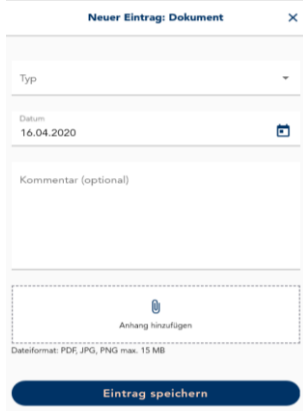 Neuer Eintrag: Dokument
Typ
Datum
16.04.2020
Kommentar (optional)
Anhang hinzufügen
Dateiformat: PDF, JPG, PNG max. 15 MB
Eintrag speichern